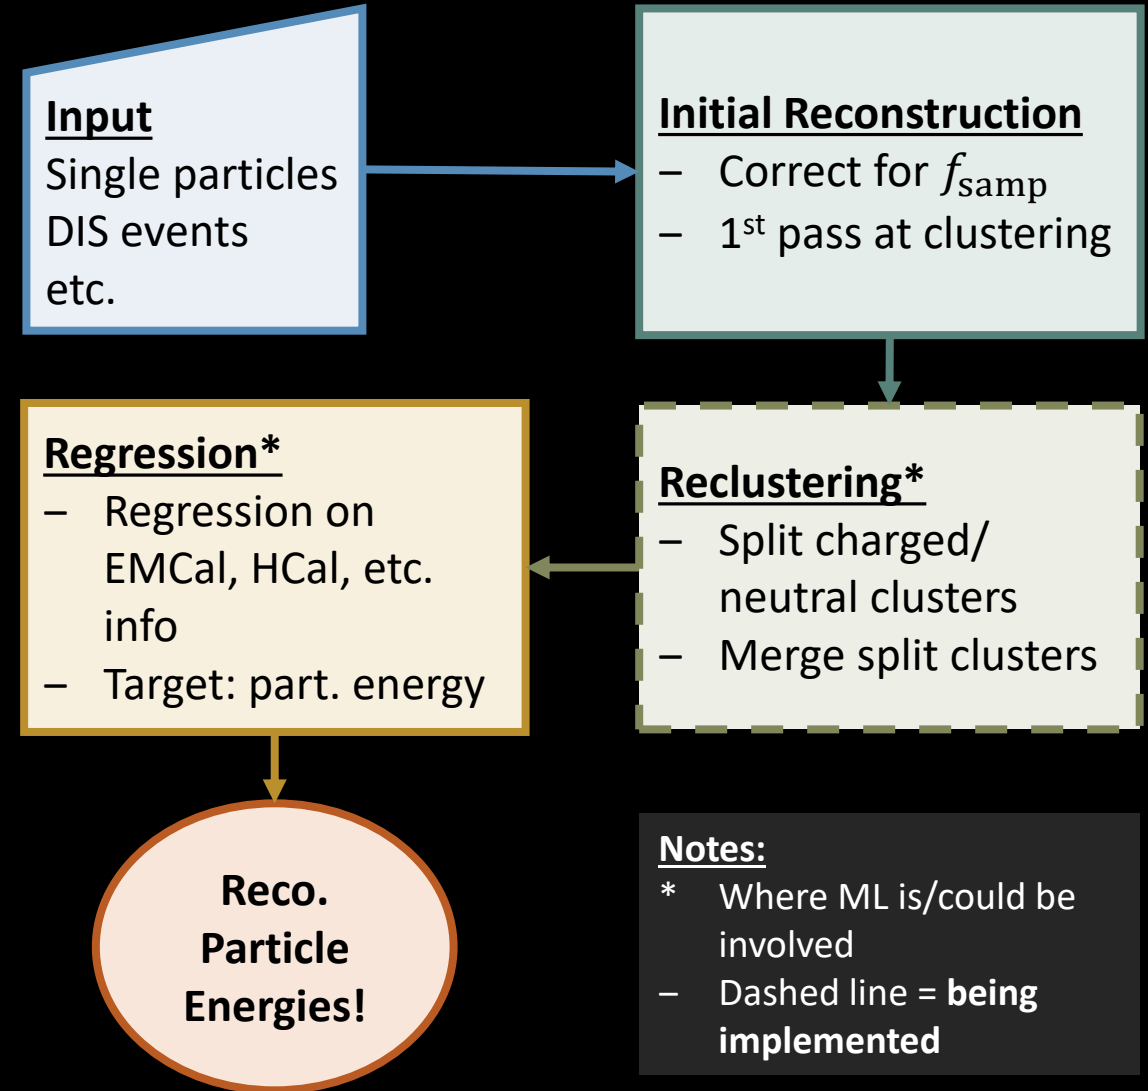 Input
Single particles
DIS events
etc.
Initial Reconstruction
– Correct for f_samp
– 1st pass at clustering
Regression*
– Regression on
EMCal, HCal, etc.
info
– Target: part. energy
Reclustering*
– Split charged/
neutral clusters
– Merge split clusters
Reco.
Particle
Energies!
Notes:
* Where ML is/could be
involved
– Dashed line = being
implemented